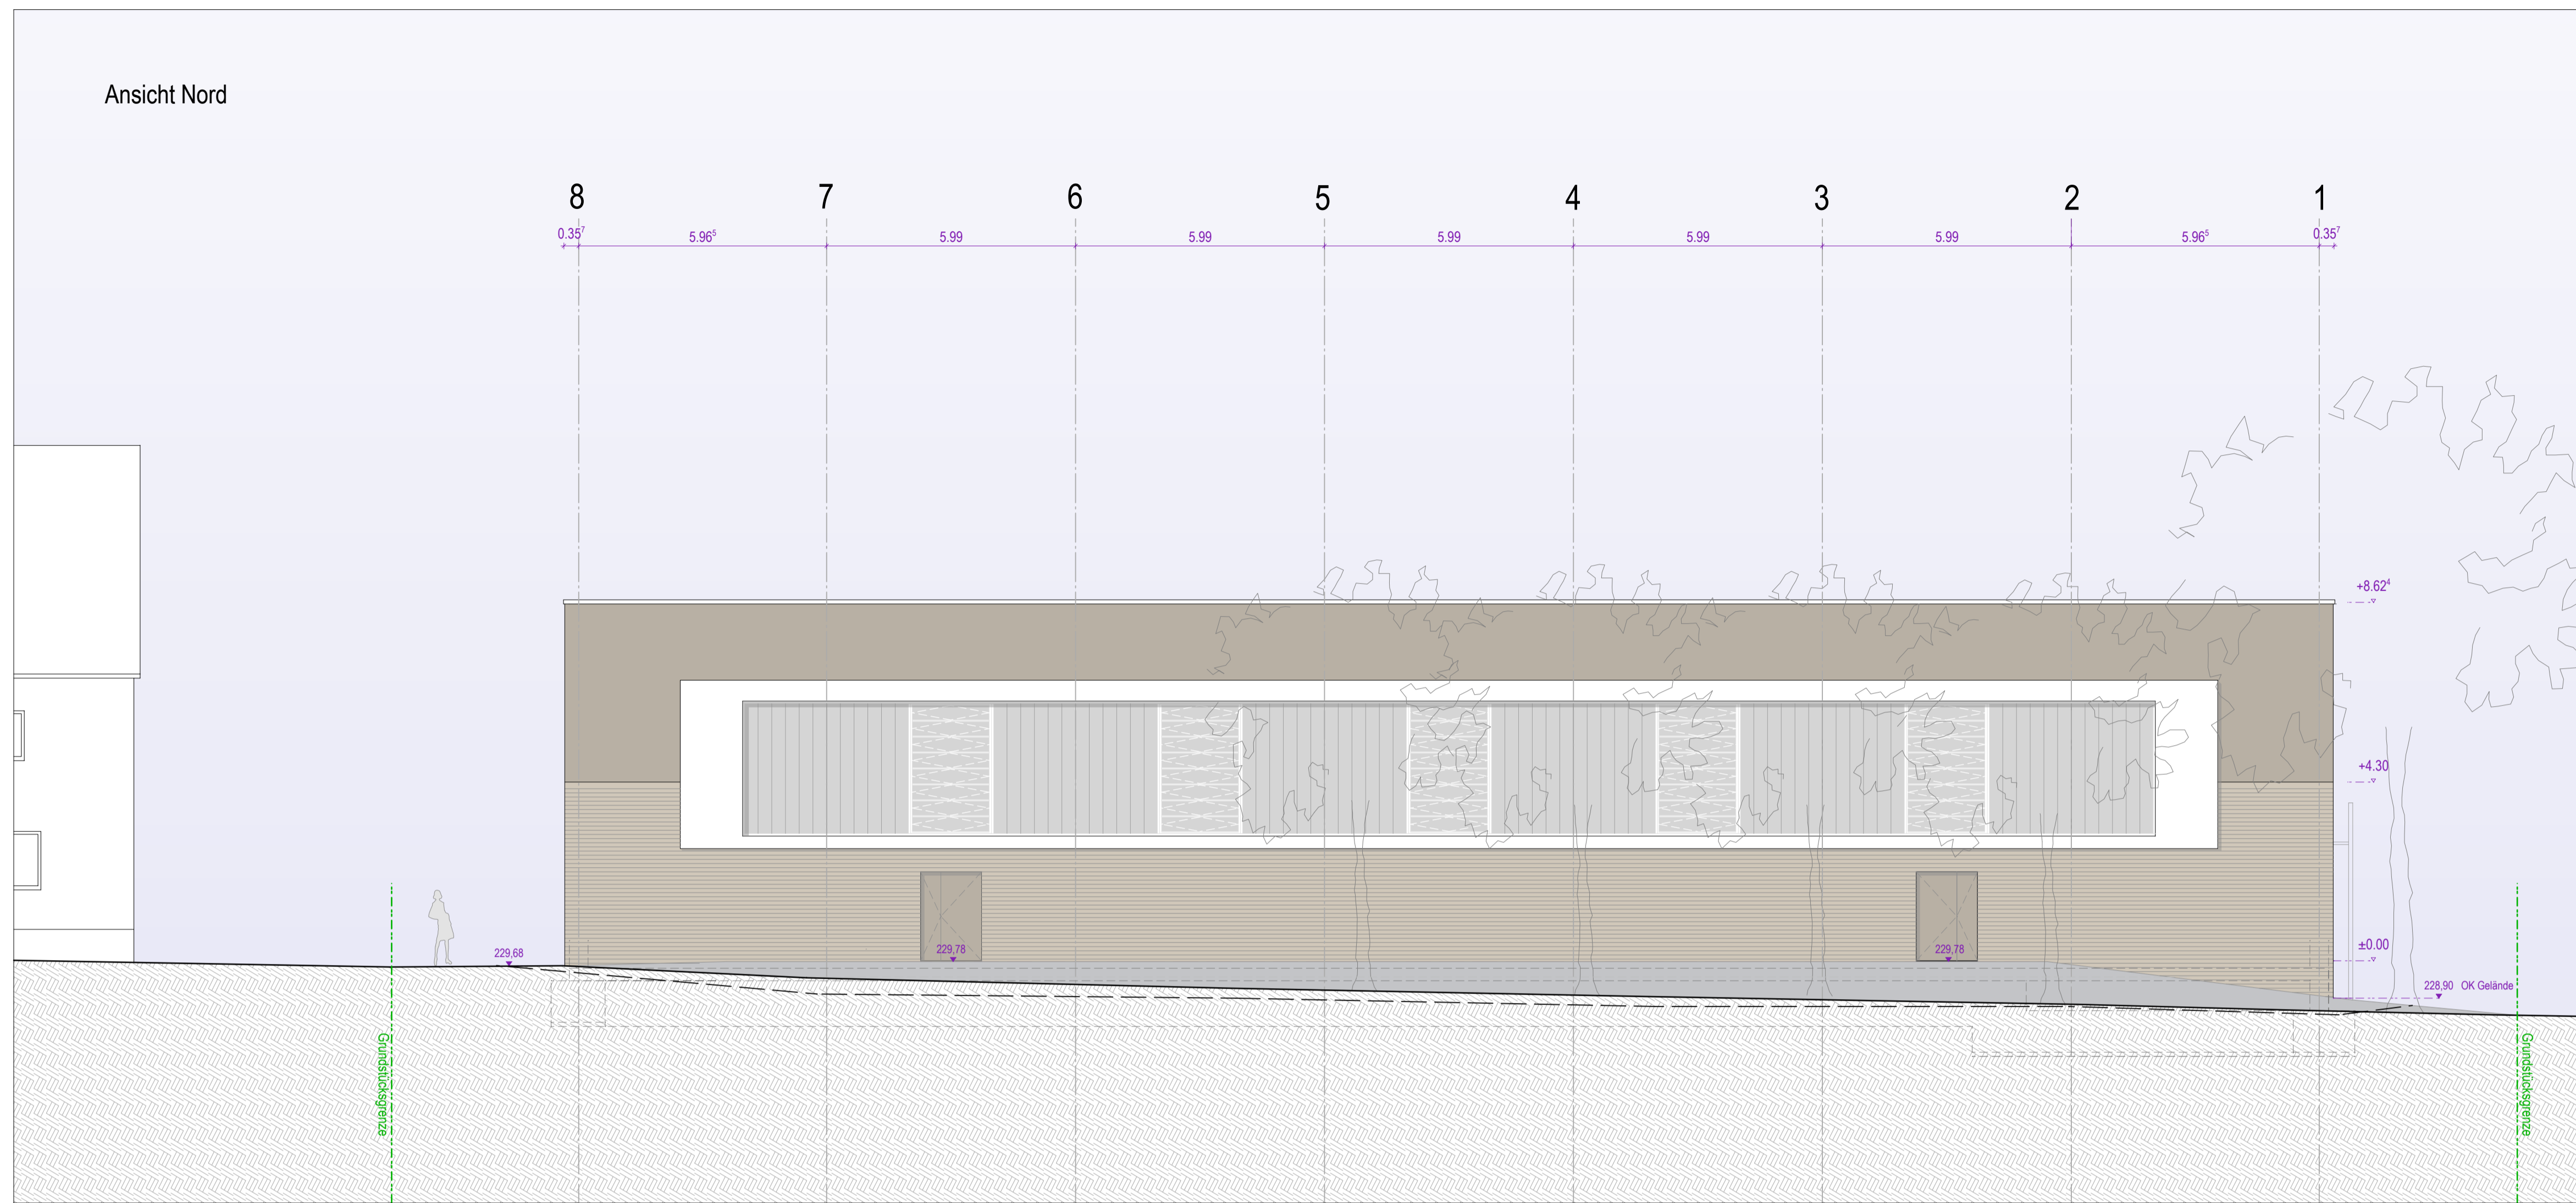 Ansicht Nord
8 7 6 5 4 3 2 1
0.35⁷ 5.96⁵ 5.99 5.99 5.99 5.99 5.99 5.96⁵ 0.35⁷
+8.62⁴
+4.30
±0.00
229,68
229,78
229,78
228,90 OK Gelände
Grundstücksgrenze
Grundstücksgrenze